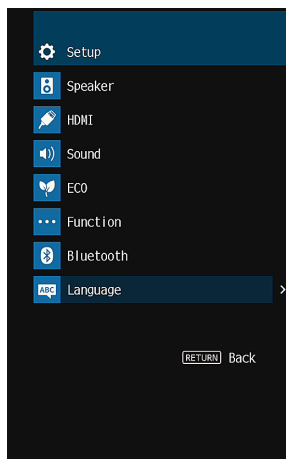 Setup
Speaker
HDMI
Sound
ECO
Function
Bluetooth
ABC Language
RETURN Back